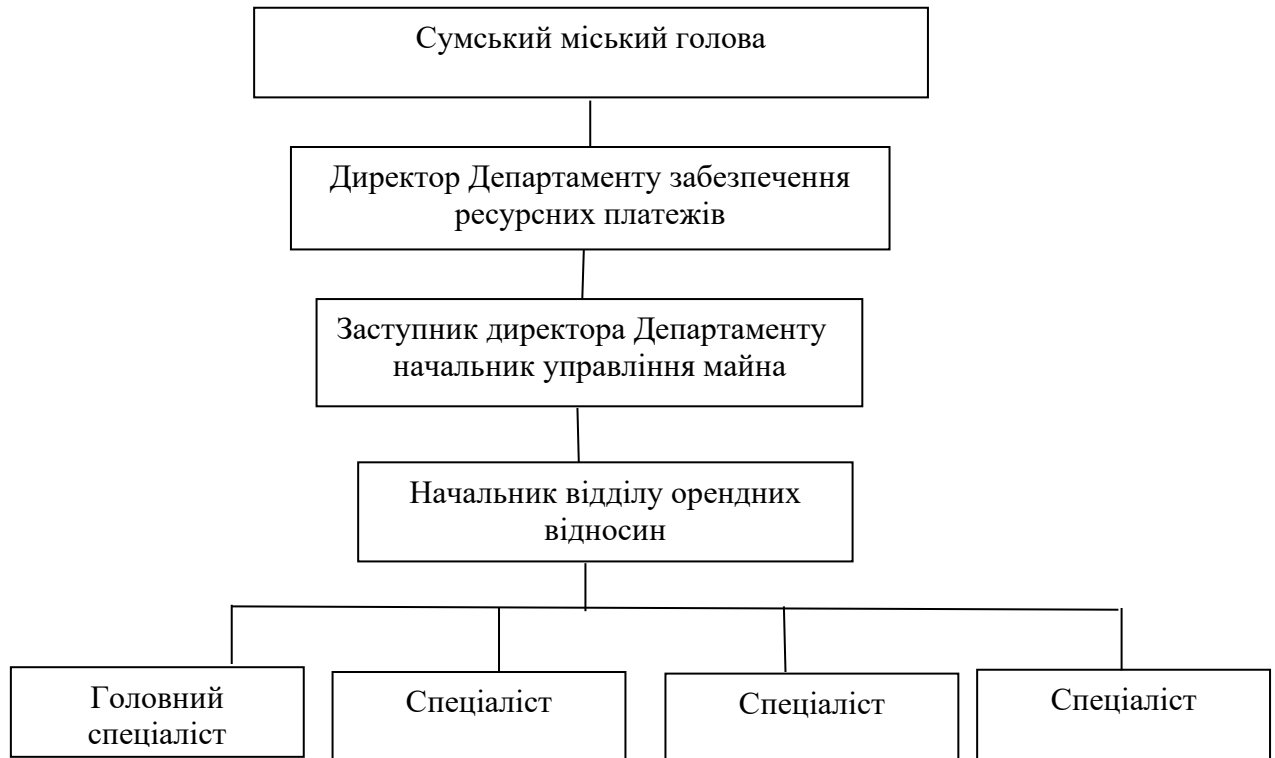 Сумський міський голова
Директор Департаменту забезпечення
ресурсних платежів
Заступник директора Департаменту
начальник управління майна
Начальник відділу орендних
відносин
Головний
спеціаліст
Спеціаліст
Спеціаліст
Спеціаліст